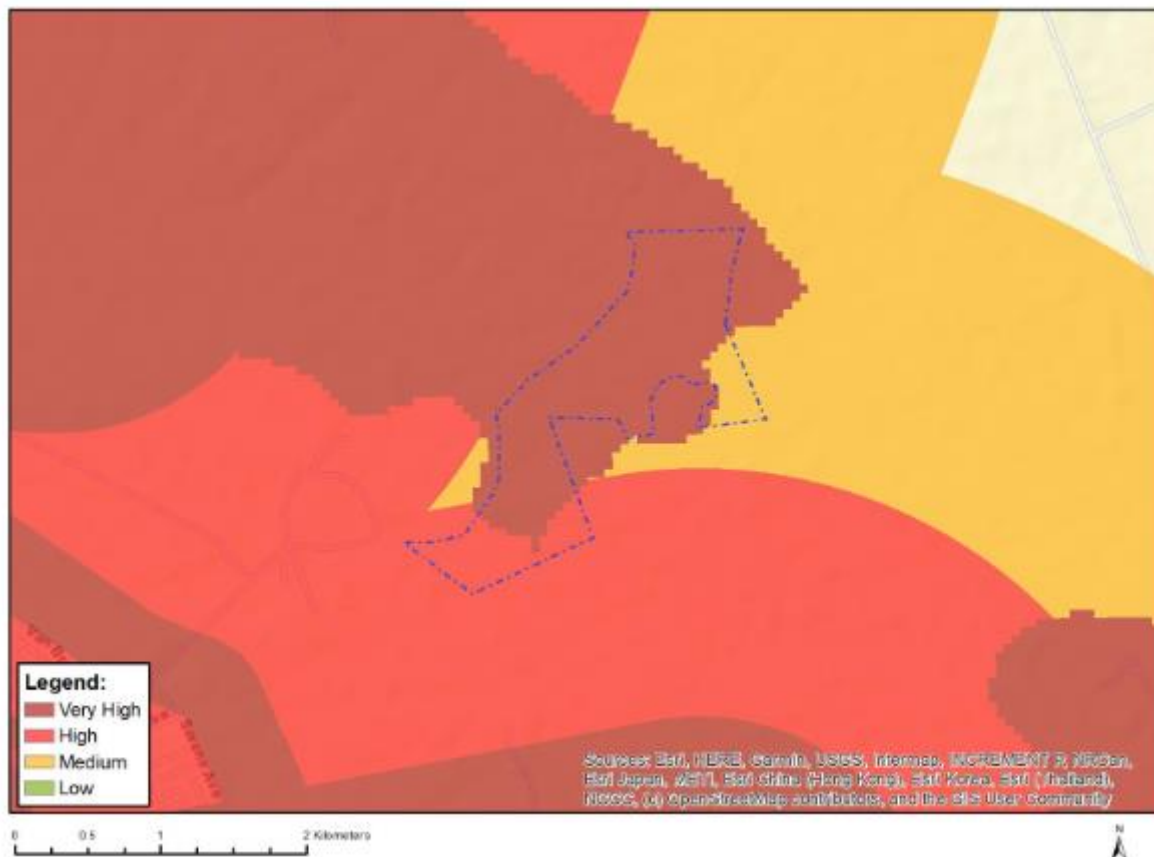 Legend:
Very High
High
Medium
Low
Sources: Esri, HERE, Garmin, USGS, Intermap, INCREMENT P, NRCan,
Esri Japan, METI, Esri China (Hong Kong), Esri Korea, Esri (Thailand),
NGCC, (c) OpenStreetMap contributors, and the GIS User Community
0 0.5 1 2 Kilometers
N